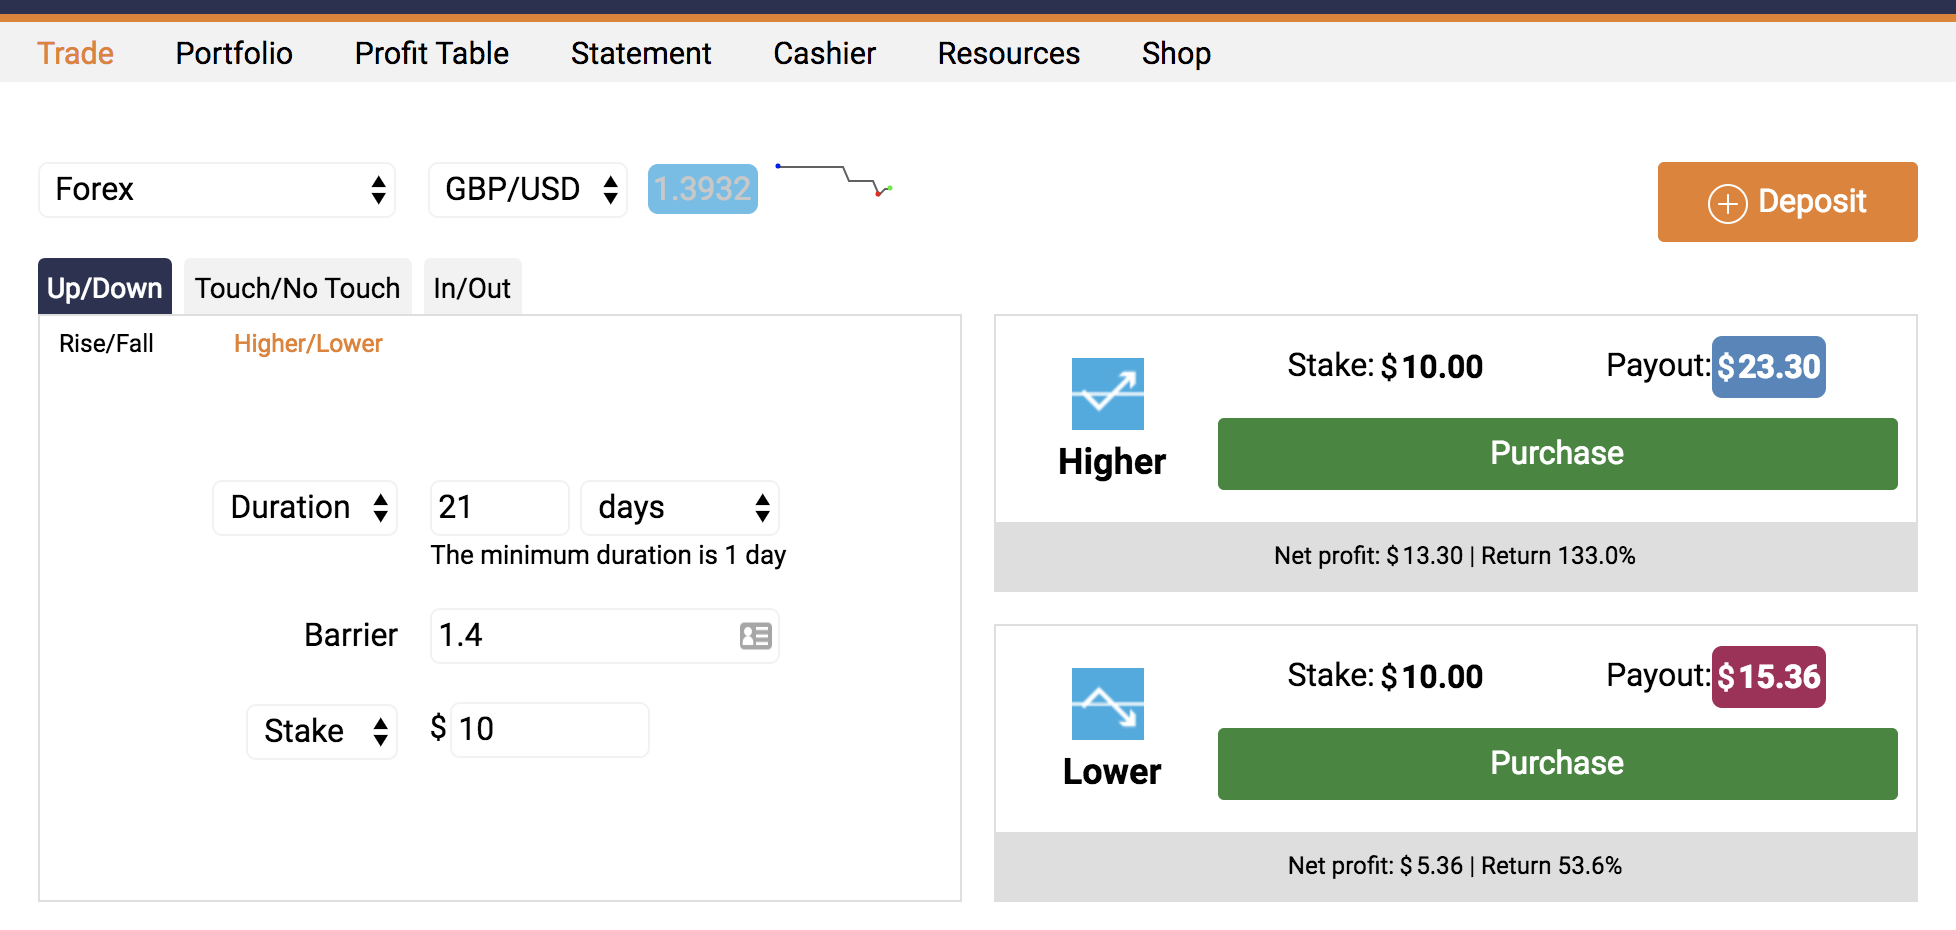 Trade Portfolio Profit Table Statement Cashier Resources Shop
Forex GBP/USD 1.3932
Deposit
Up/Down Touch/No Touch In/Out
Rise/Fall Higher/Lower
Duration 21 days
The minimum duration is 1 day
Barrier 1.4
Stake $ 10
Stake: $10.00 Payout: $23.30
Higher
Purchase
Net profit: $13.30 | Return 133.0%
Stake: $10.00 Payout: $15.36
Lower
Purchase
Net profit: $5.36 | Return 53.6%